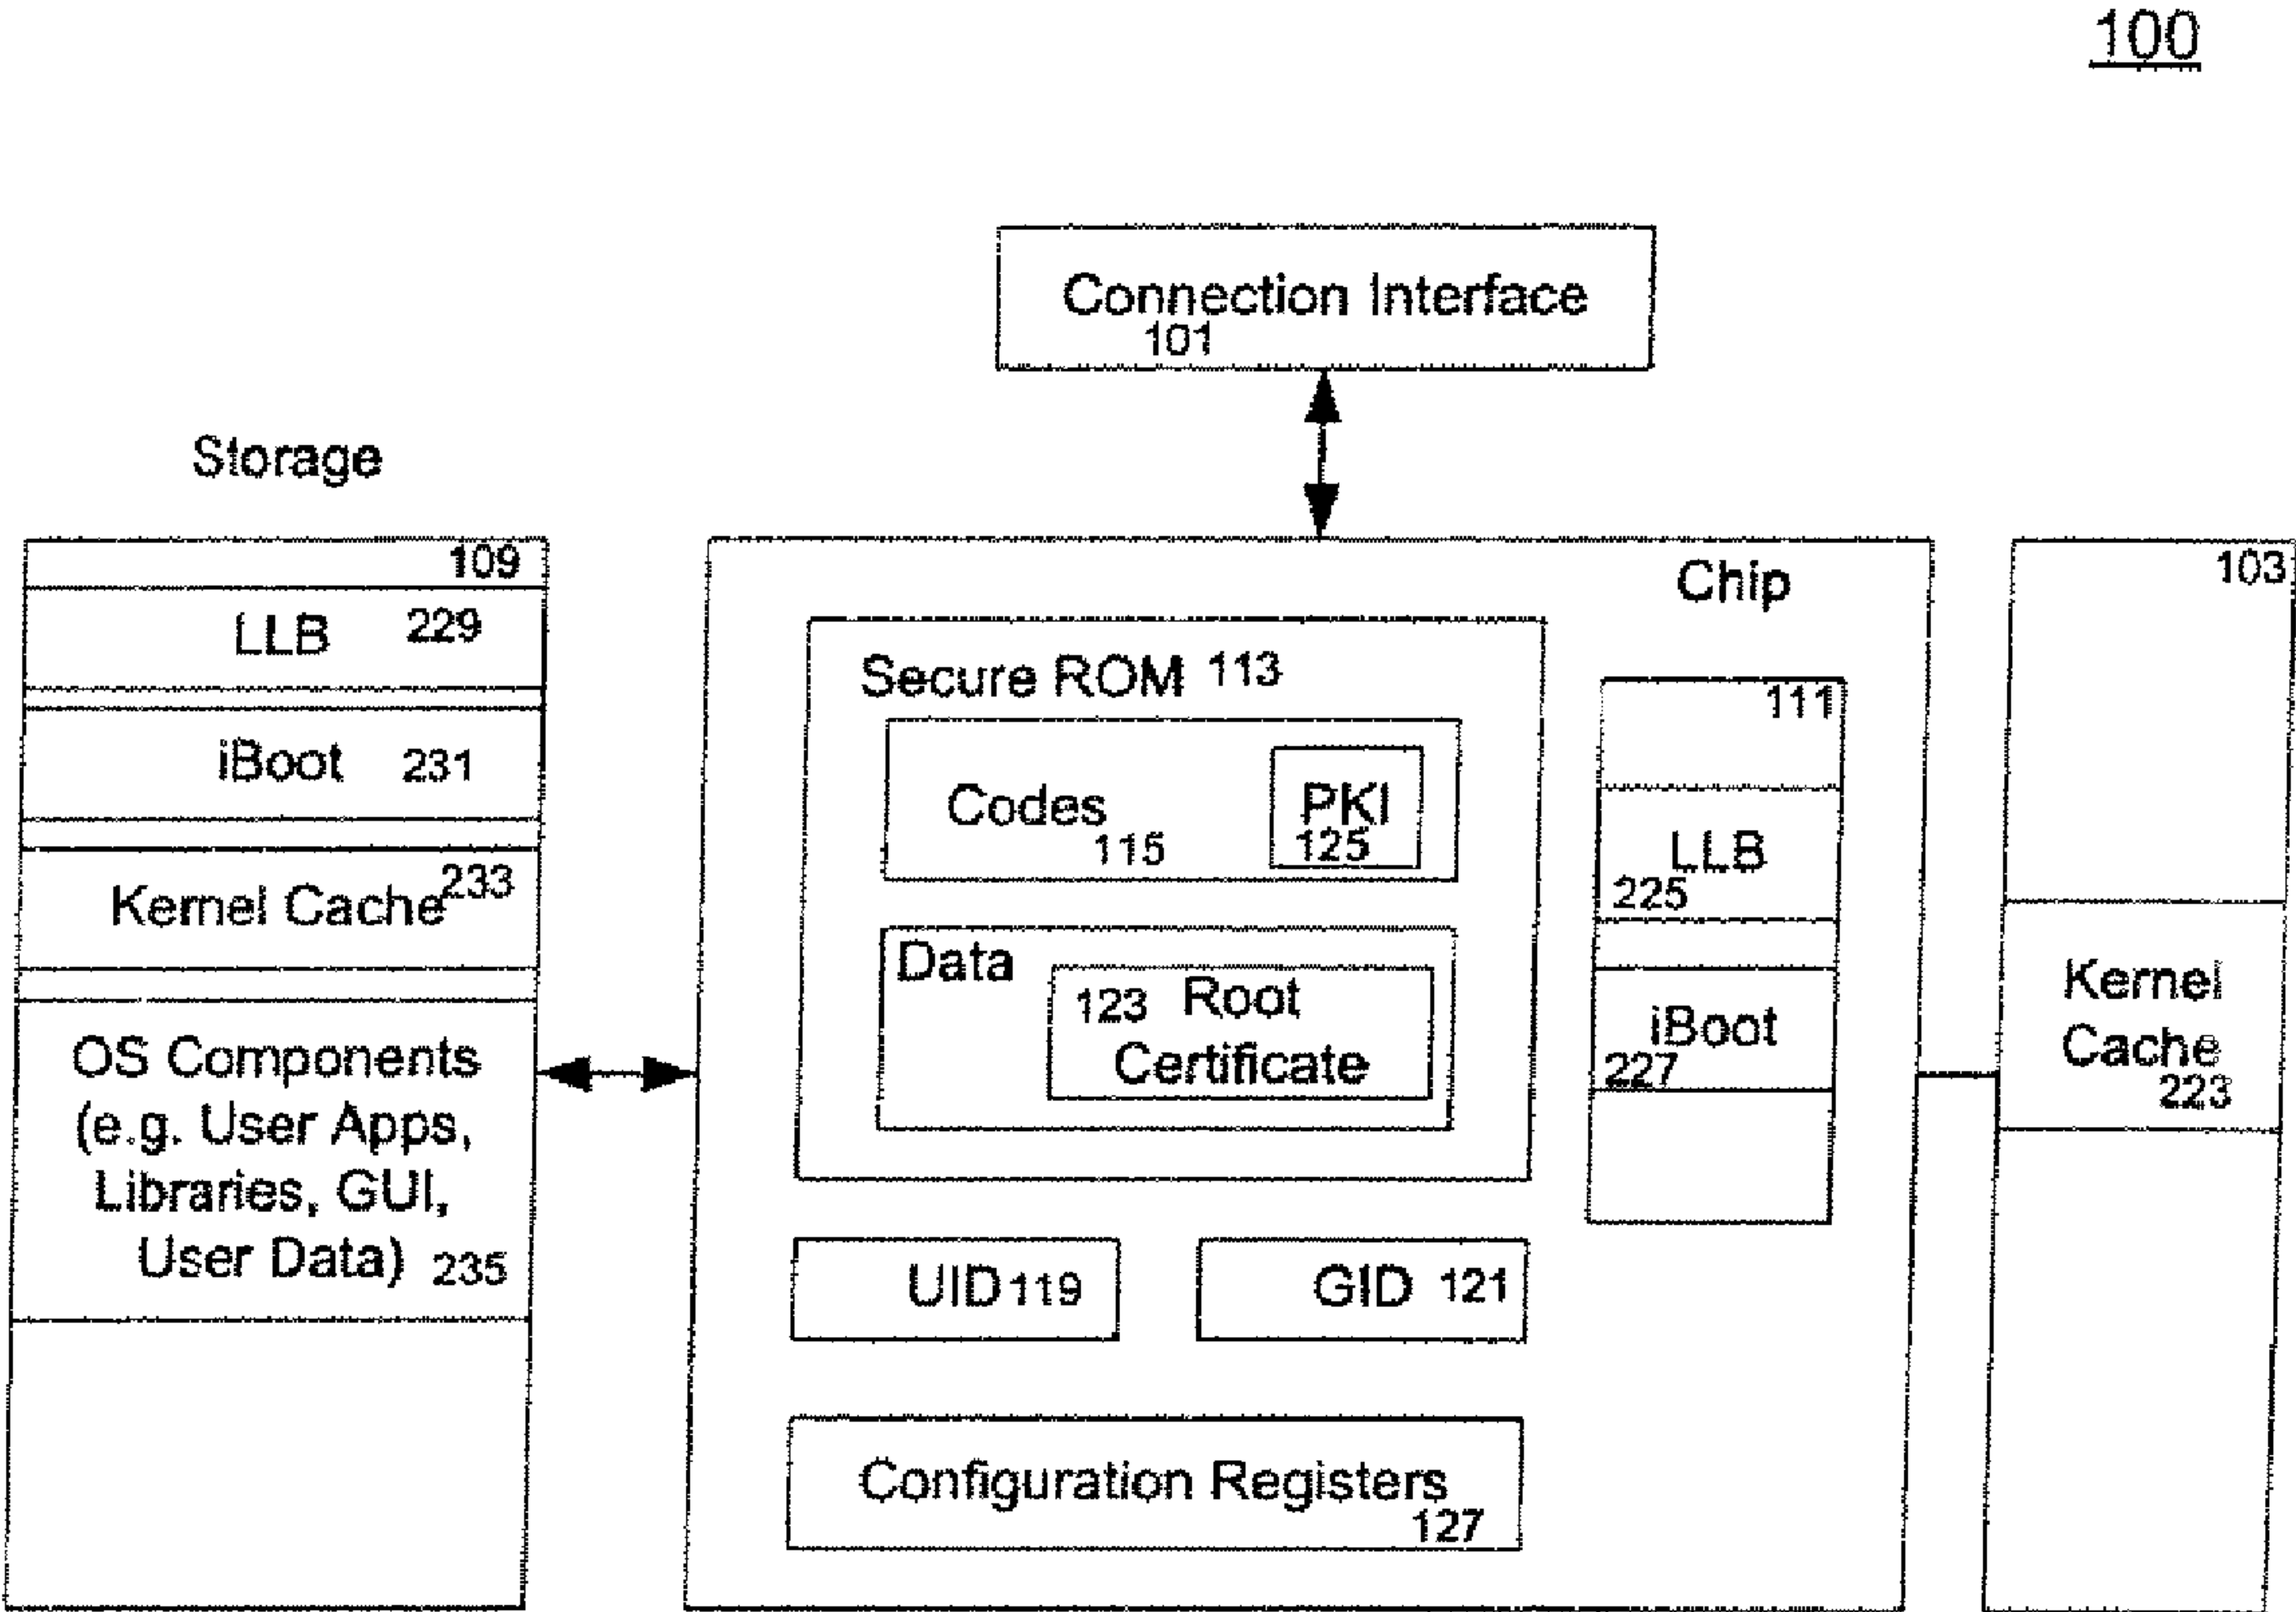 100
Connection Interface
101
Storage
109
LLB 229
iBoot 231
Kernel Cache 233
OS Components
(e.g. User Apps,
Libraries, GUI,
User Data) 235
Chip
Secure ROM 113
Codes
115
PKI
125
Data
123 Root
Certificate
UID 119
GID 121
Configuration Registers
127
111
LLB
225
iBoot
227
103
Kernel
Cache
223